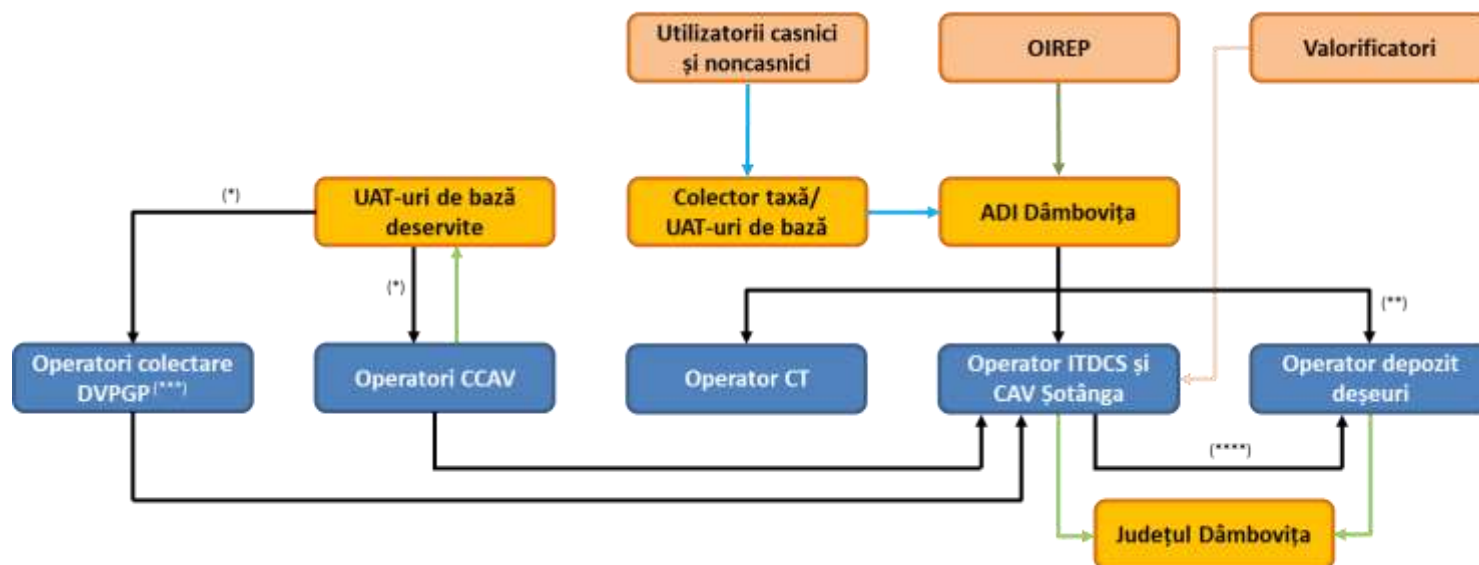 Utilizatorii casnici
și noncasnici
OIREP
Valorificatori
(*)
UAT-uri de bază
deservite
Colector taxă/
UAT-uri de bază
ADI Dâmbovița
(*)
(**)
Operatori colectare
DVPGP(***)
Operatori CCAV
Operator CT
Operator ITDCS și
CAV Șotânga
Operator depozit
deșeuri
(****)
Județul Dâmbovița